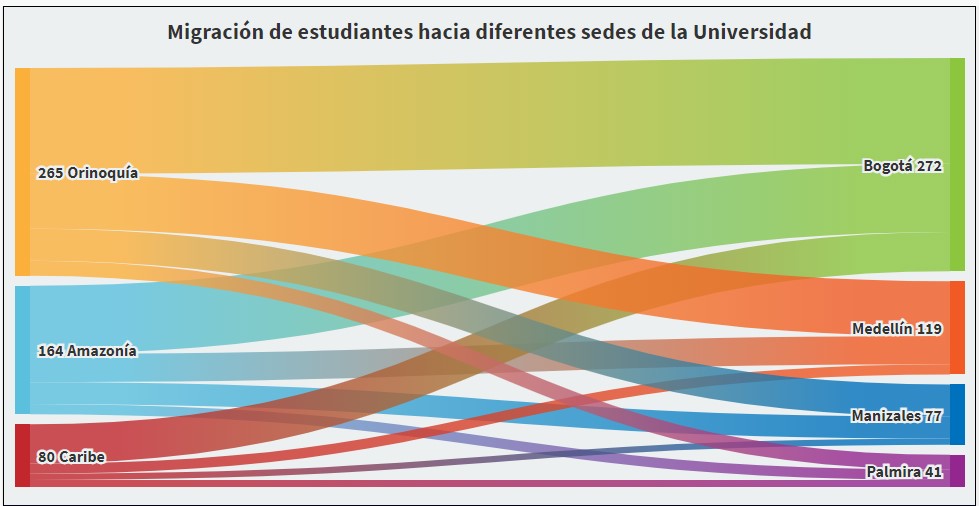 Migración de estudiantes hacia diferentes sedes de la Universidad
265 Orinoquía
Bogotá 272
164 Amazonía
Medellín 119
Manizales 77
80 Caribe
Palmira 41